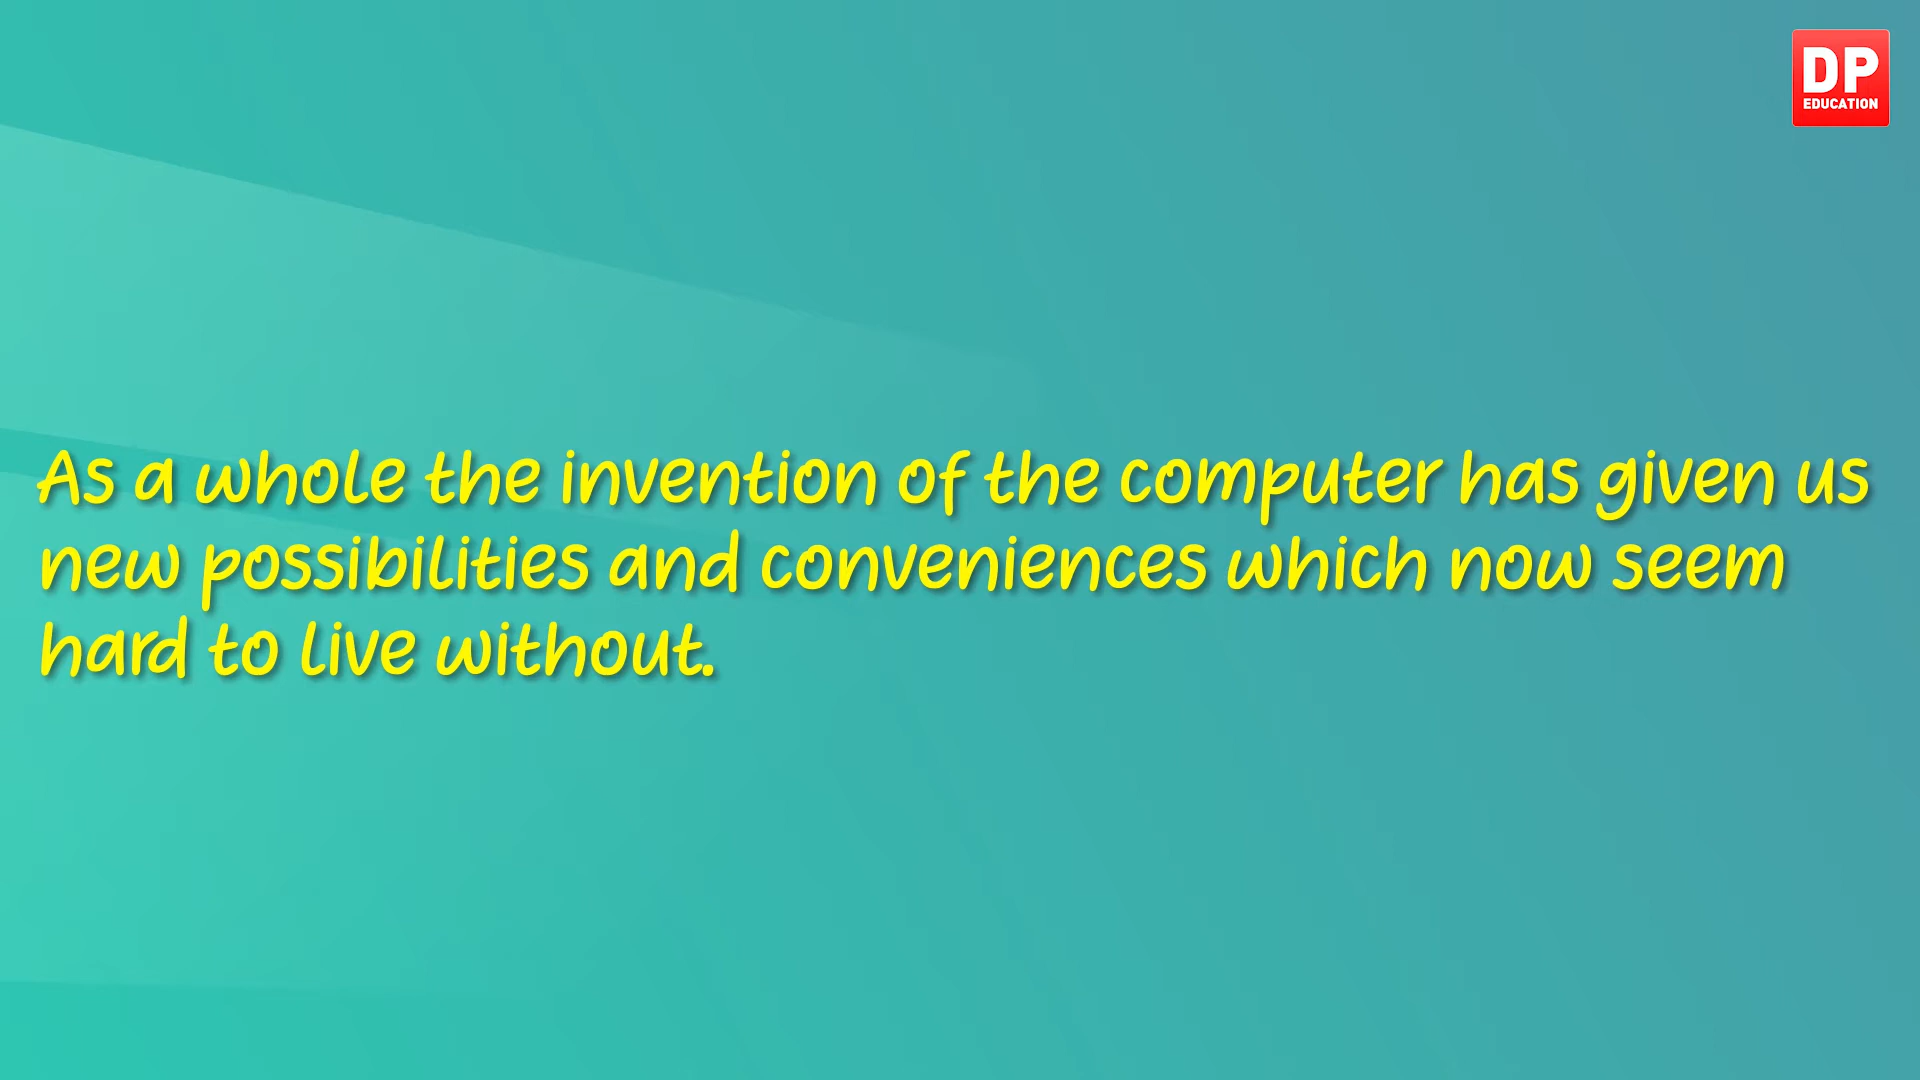 DP
EDUCATION
As a whole the invention of the computer has given us
new possibilities and conveniences which now seem
hard to live without.